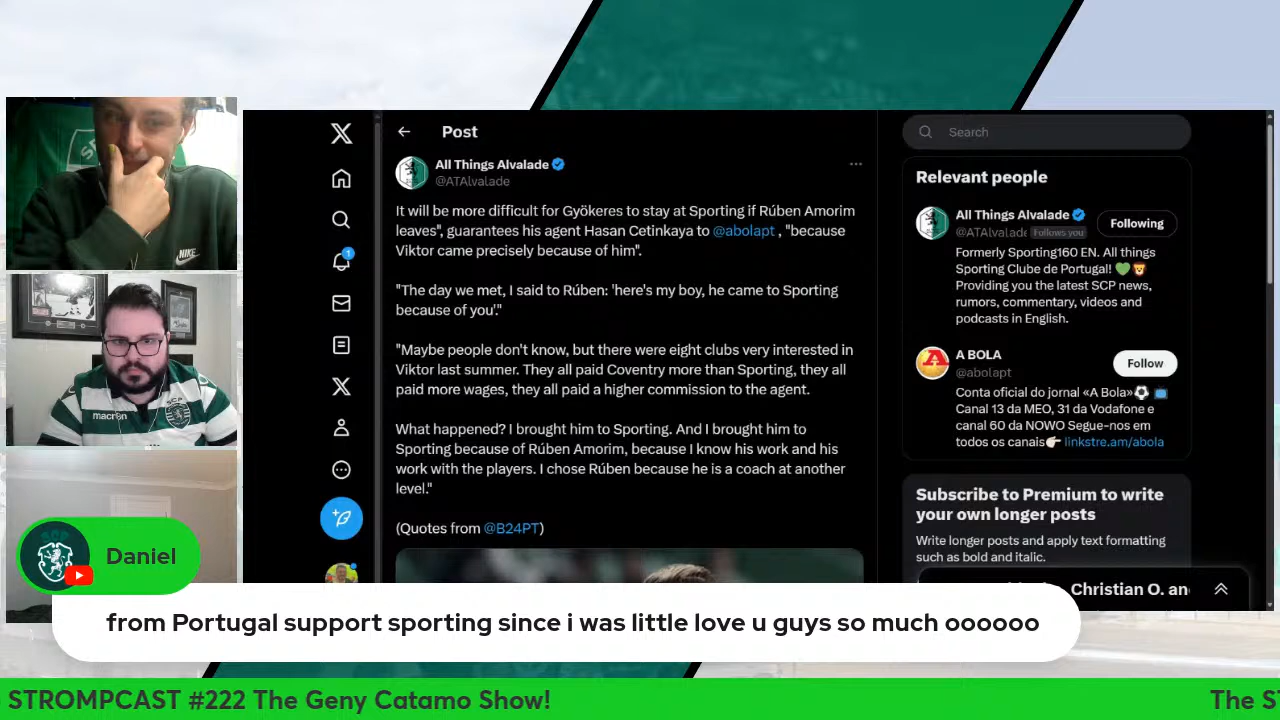 Post
All Things Alvalade
@ATAlvalade
It will be more difficult for Gyökeres to stay at Sporting if Rúben Amorim
leaves", guarantees his agent Hasan Cetinkaya to @abolapt , "because
Viktor came precisely because of him".
"The day we met, I said to Rúben: 'here's my boy, he came to Sporting
because of you'."
"Maybe people don't know, but there were eight clubs very interested in
Viktor last summer. They all paid Coventry more than Sporting, they all
paid more wages, they all paid a higher commission to the agent.
What happened? I brought him to Sporting. And I brought him to
Sporting because of Rúben Amorim, because I know his work and his
work with the players. I chose Rúben because he is a coach at another
level."
(Quotes from @B24PT)
Search
Relevant people
All Things Alvalade
@ATAlvalade Follows you
Following
Formerly Sporting160 EN. All things
Sporting Clube de Portugal! 💚🦁
Providing you the latest SCP news,
rumors, commentary, videos and
podcasts in English.
A BOLA
@abolapt
Follow
Conta oficial do jornal «A Bola»⚽📺
Canal 13 da MEO, 31 da Vodafone e
canal 60 da NOWO Segue-nos em
todos os canais👉 linkstre.am/abola
Subscribe to Premium to write
your own longer posts
Write longer posts and apply text formatting
such as bold and italic.
Christian O. an
1
NIKE
macron
SCP
Daniel
from Portugal support sporting since i was little love u guys so much oooooo
STROMPCAST #222 The Geny Catamo Show!
The S